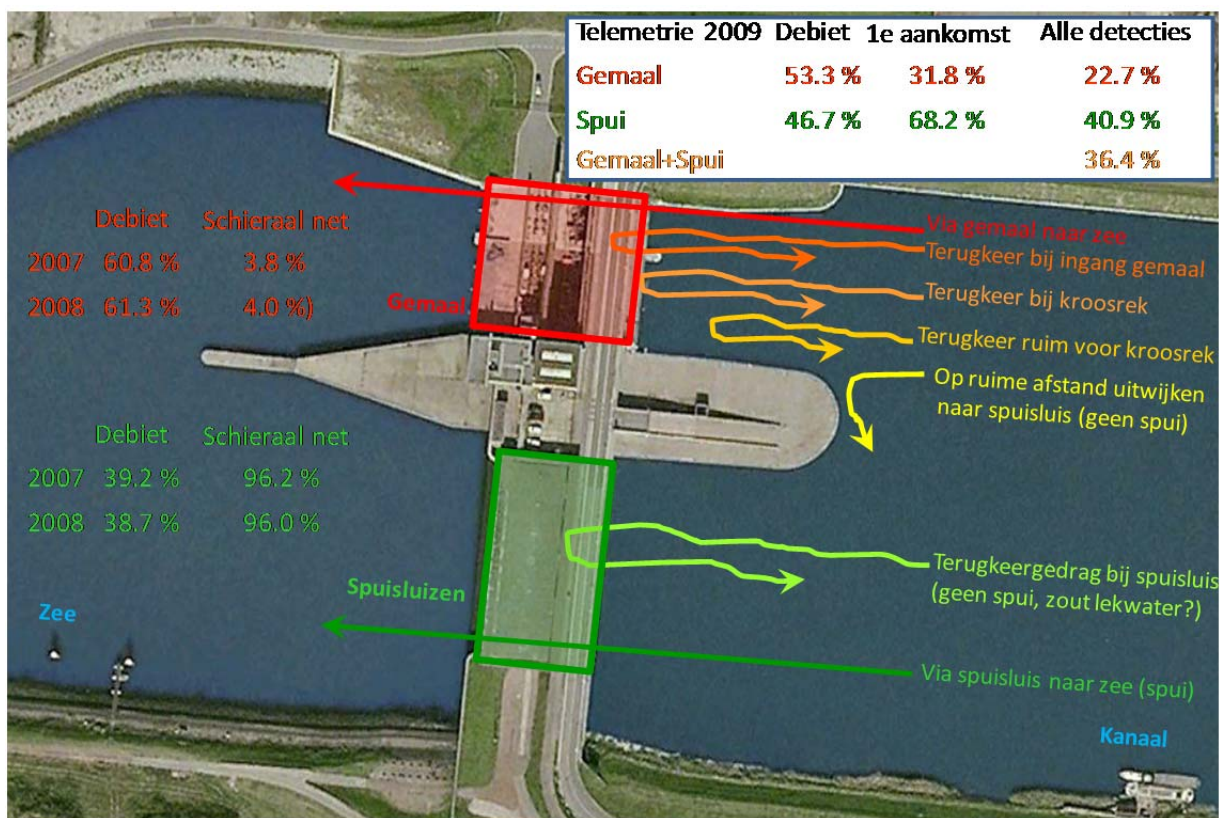 Telemetrie 2009 Debiet 1e aankomst Alle detecties
Gemaal 53.3 % 31.8 % 22.7 %
Spui 46.7 % 68.2 % 40.9 %
Gemaal+Spui 36.4 %
Debiet Schieraal net
2007 60.8 % 3.8 %
2008 61.3 % 4.0 %)
Gemaal
Via gemaal naar zee
Terugkeer bij ingang gemaal
Terugkeer bij kroosrek
Terugkeer ruim voor kroosrek
Op ruime afstand uitwijken
naar spuisluis (geen spui)
Debiet Schieraal net
2007 39.2 % 96.2 %
2008 38.7 % 96.0 %
Terugkeergedrag bij spuisluis
(geen spui, zout lekwater?)
Spuisluizen
Zee
Via spuisluis naar zee (spui)
Kanaal